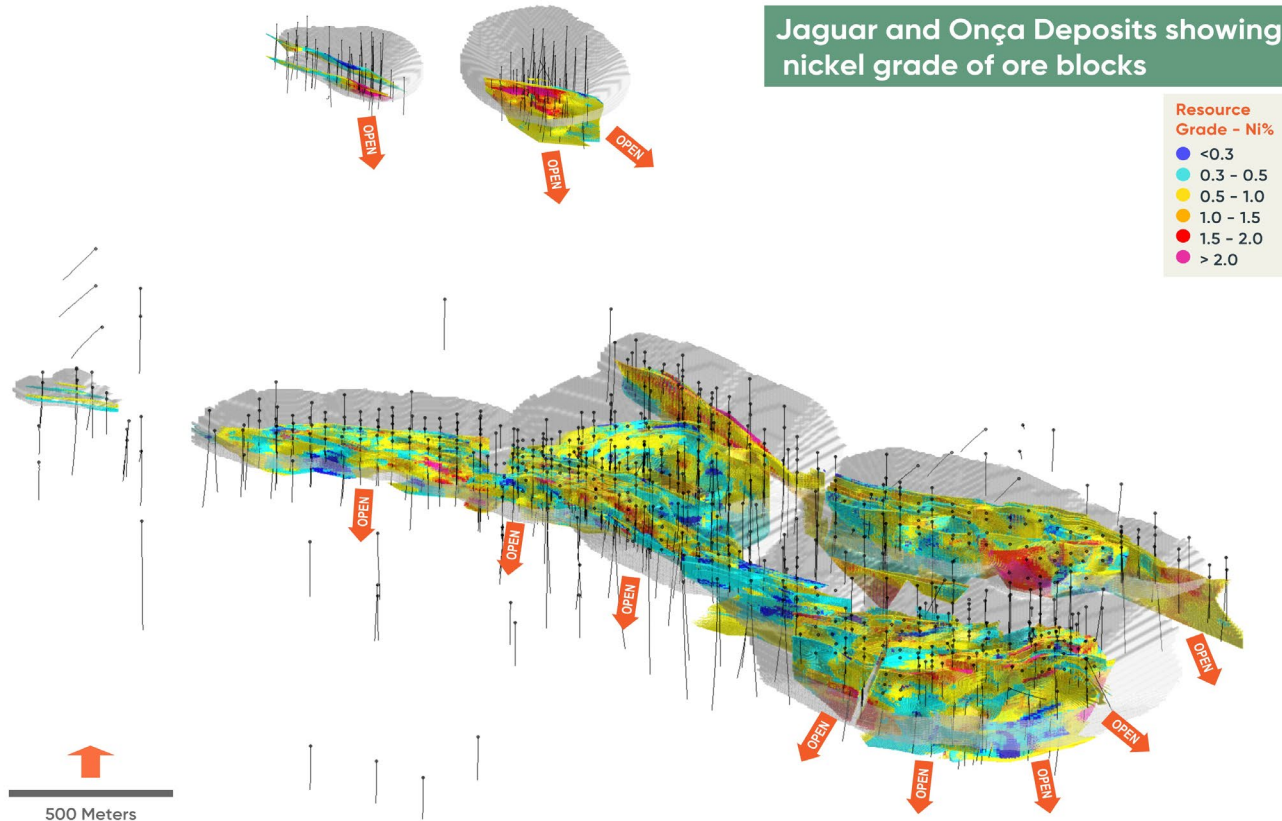 Jaguar and Onça Deposits showing
nickel grade of ore blocks
Resource
Grade - Ni%
<0.3
0.3 - 0.5
0.5 - 1.0
1.0 - 1.5
1.5 - 2.0
> 2.0
OPEN
OPEN
OPEN
OPEN
OPEN
OPEN
OPEN
OPEN
OPEN
OPEN
OPEN
500 Meters